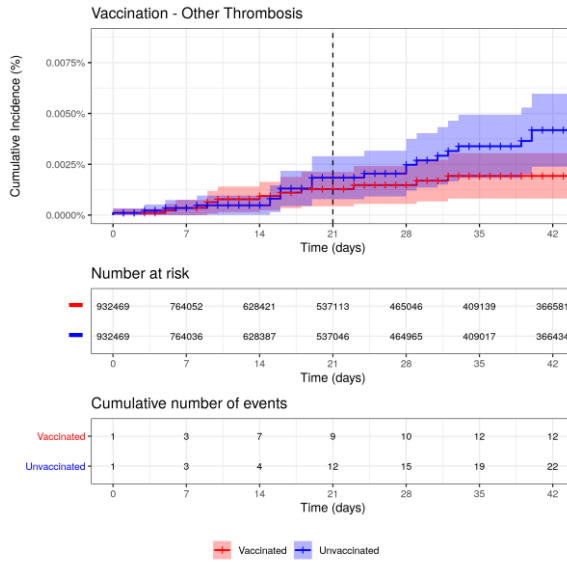 Vaccination - Other Thrombosis
Cumulative Incidence (%)
0.0075%
0.0050%
0.0025%
0.0000%
0 7 14 21 28 35 42
Time (days)
Number at risk
932469 764052 628421 537113 465046 409139 366581
932469 764036 628387 537046 464965 409017 366434
0 7 14 21 28 35 42
Time (days)
Cumulative number of events
Vaccinated 1 3 7 9 10 12 12
Unvaccinated 1 3 4 12 15 19 22
0 7 14 21 28 35 42
Time (days)
Vaccinated Unvaccinated